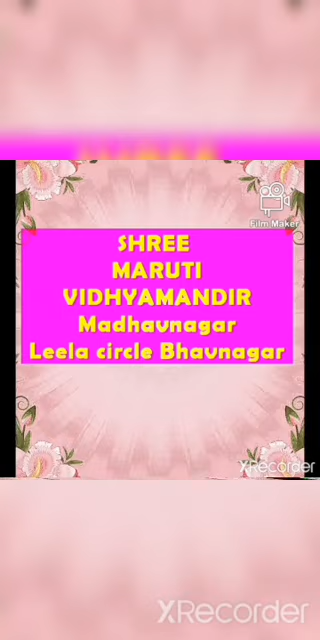 Film Maker
SHREE
MARUTI
VIDHYAMANDIR
Madhavnagar
Leela circle Bhavnagar
XRecorder
XRecorder